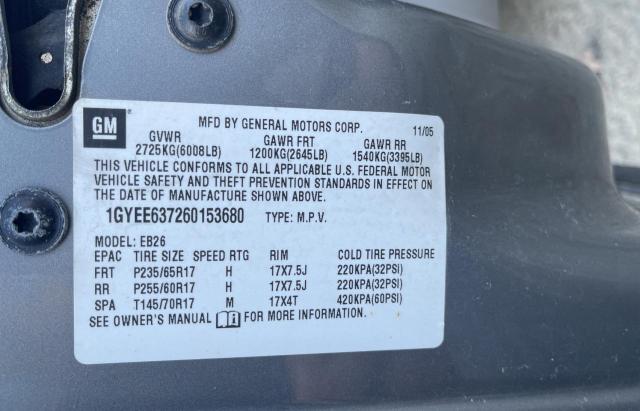 GM
MFD BY GENERAL MOTORS CORP. 11/05
GVWR GAWR FRT GAWR RR
2725KG(6008LB) 1200KG(2645LB) 1540KG(3395LB)
THIS VEHICLE CONFORMS TO ALL APPLICABLE U.S. FEDERAL MOTOR
VEHICLE SAFETY AND THEFT PREVENTION STANDARDS IN EFFECT ON
THE DATE OF MANUFACTURE SHOWN ABOVE.
1GYEE637260153680 TYPE: M.P.V.
MODEL: EB26
EPAC TIRE SIZE SPEED RTG RIM COLD TIRE PRESSURE
FRT P235/65R17 H 17X7.5J 220KPA(32PSI)
RR P255/60R17 H 17X7.5J 220KPA(32PSI)
SPA T145/70R17 M 17X4T 420KPA(60PSI)
SEE OWNER'S MANUAL FOR MORE INFORMATION.